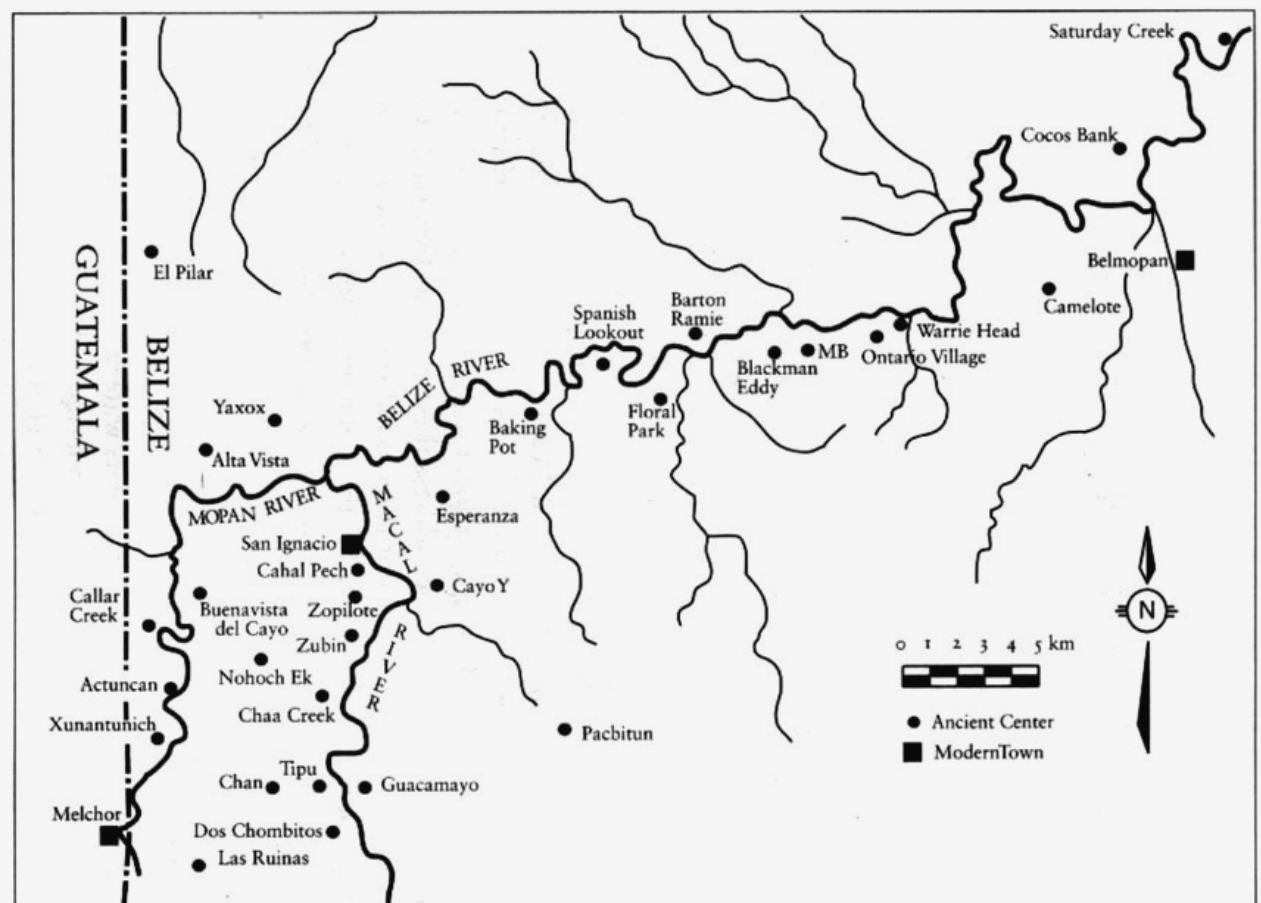 Saturday Creek
Cocos Bank
GUATEMALA
BELIZE
El Pilar
Belmopan
Camelote
Spanish
Lookout
Barton
Ramie
Warrie Head
Ontario Village
MB
Blackman
Eddy
BELIZE RIVER
Yaxox
Baking
Pot
Floral
Park
Alta Vista
MOPAN RIVER
MACAL RIVER
Esperanza
San Ignacio
Cahal Pech
Cayo Y
Callar
Creek
Buenavista
del Cayo
Zopilote
Zubin
N
0 1 2 3 4 5 km
Nohoch Ek
Actuncan
Chaa Creek
Xunantunich
Pacbitun
Ancient Center
Modern Town
Chan
Tipu
Guacamayo
Melchor
Dos Chombitos
Las Ruinas